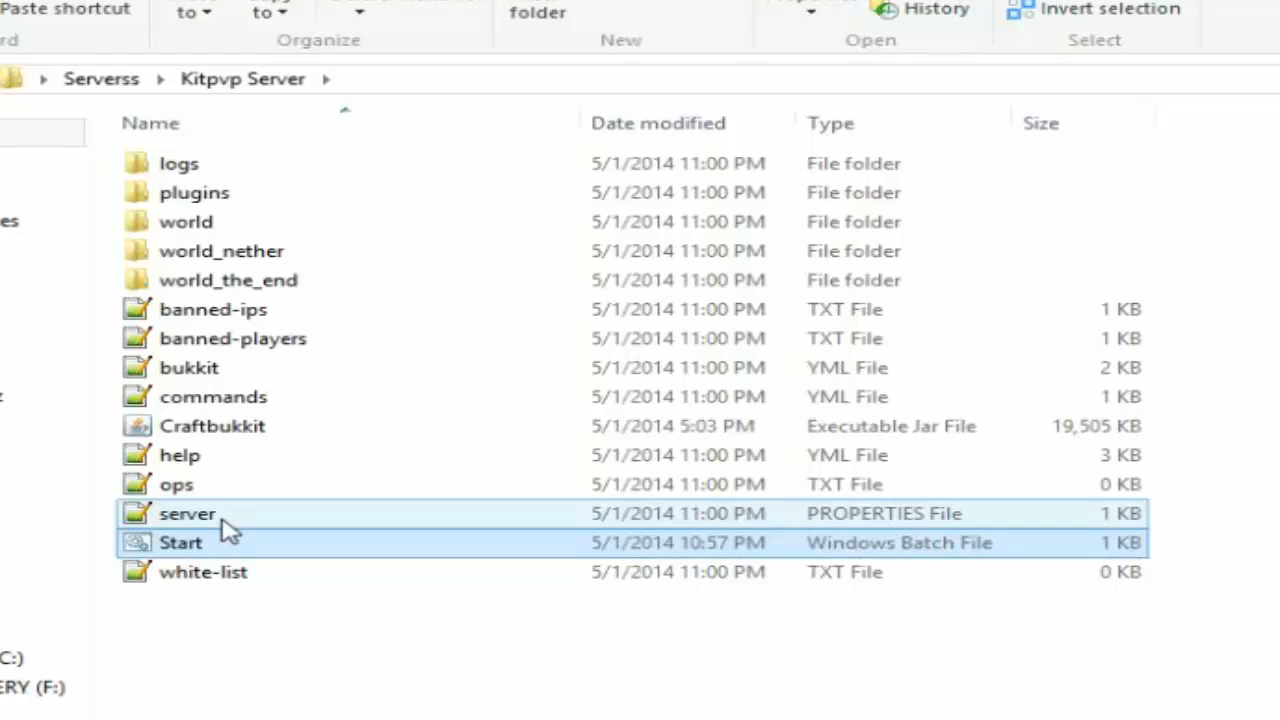 Paste shortcut
to
to
folder
History
Invert selection
Organize
New
Open
Select
Serverss
Kitpvp Server
Name Date modified Type Size
logs 5/1/2014 11:00 PM File folder
plugins 5/1/2014 11:00 PM File folder
world 5/1/2014 11:00 PM File folder
world_nether 5/1/2014 11:00 PM File folder
world_the_end 5/1/2014 11:00 PM File folder
banned-ips 5/1/2014 11:00 PM TXT File 1 KB
banned-players 5/1/2014 11:00 PM TXT File 1 KB
bukkit 5/1/2014 11:00 PM YML File 2 KB
commands 5/1/2014 11:00 PM YML File 1 KB
Craftbukkit 5/1/2014 5:03 PM Executable Jar File 19,505 KB
help 5/1/2014 11:00 PM YML File 3 KB
ops 5/1/2014 11:00 PM TXT File 0 KB
server 5/1/2014 11:00 PM PROPERTIES File 1 KB
Start 5/1/2014 10:57 PM Windows Batch File 1 KB
white-list 5/1/2014 11:00 PM TXT File 0 KB
es
C:)
ERY (F:)